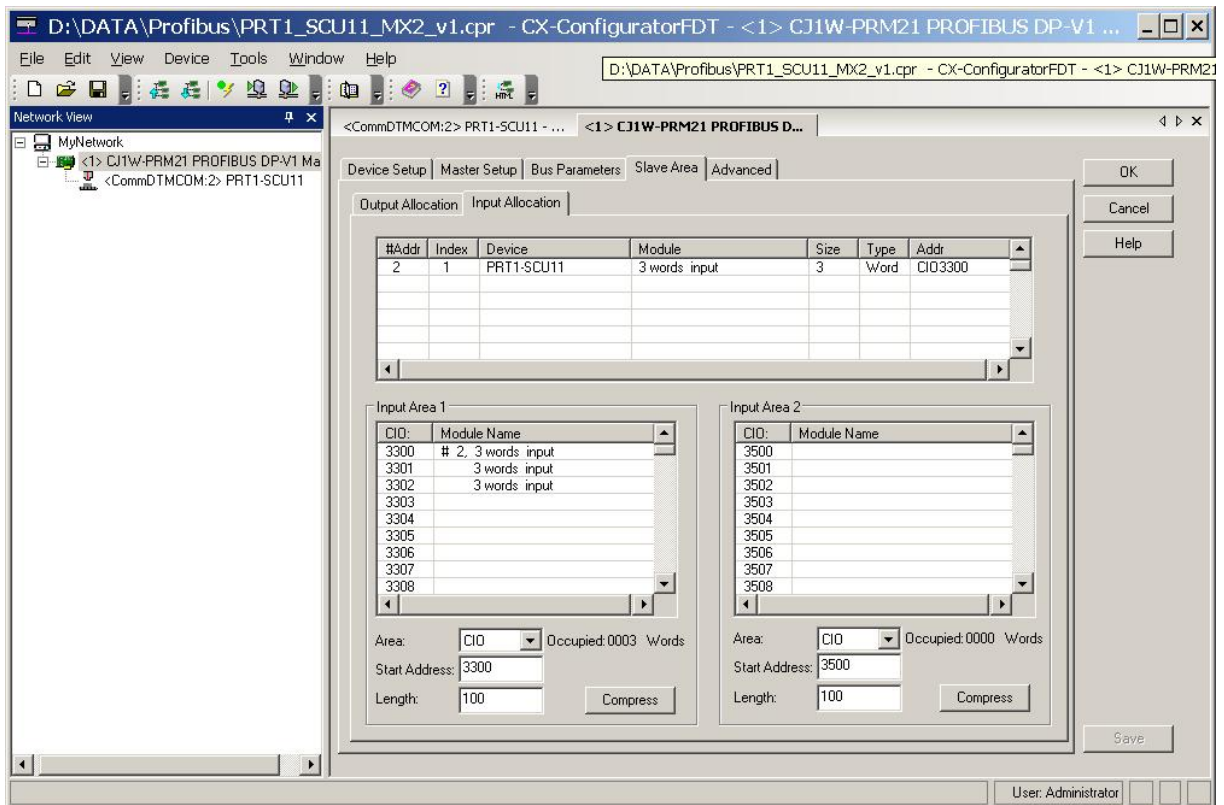 D:\DATA\Profibus\PRT1_SCU11_MX2_v1.cpr - CX-ConfiguratorFDT - <1> CJ1W-PRM21 PROFIBUS DP-V1 ...
File Edit View Device Tools Window Help
D:\DATA\Profibus\PRT1_SCU11_MX2_v1.cpr - CX-ConfiguratorFDT - <1> CJ1W-PRM21
HTML
Network View
<CommDTMCOM:2> PRT1-SCU11 - ... <1> CJ1W-PRM21 PROFIBUS D...
MyNetwork
<1> CJ1W-PRM21 PROFIBUS DP-V1 Ma
<CommDTMCOM:2> PRT1-SCU11
Device Setup Master Setup Bus Parameters Slave Area Advanced
OK
Output Allocation Input Allocation
Cancel
Help
#Addr Index Device Module Size Type Addr
2 1 PRT1-SCU11 3 words input 3 Word CIO3300
Input Area 1
CIO: Module Name
3300 # 2, 3 words input
3301 3 words input
3302 3 words input
3303
3304
3305
3306
3307
3308
Area: CIO Occupied:0003 Words
Start Address: 3300
Length: 100 Compress
Input Area 2
CIO: Module Name
3500
3501
3502
3503
3504
3505
3506
3507
3508
Area: CIO Occupied:0000 Words
Start Address: 3500
Length: 100 Compress
Save
User: Administrator